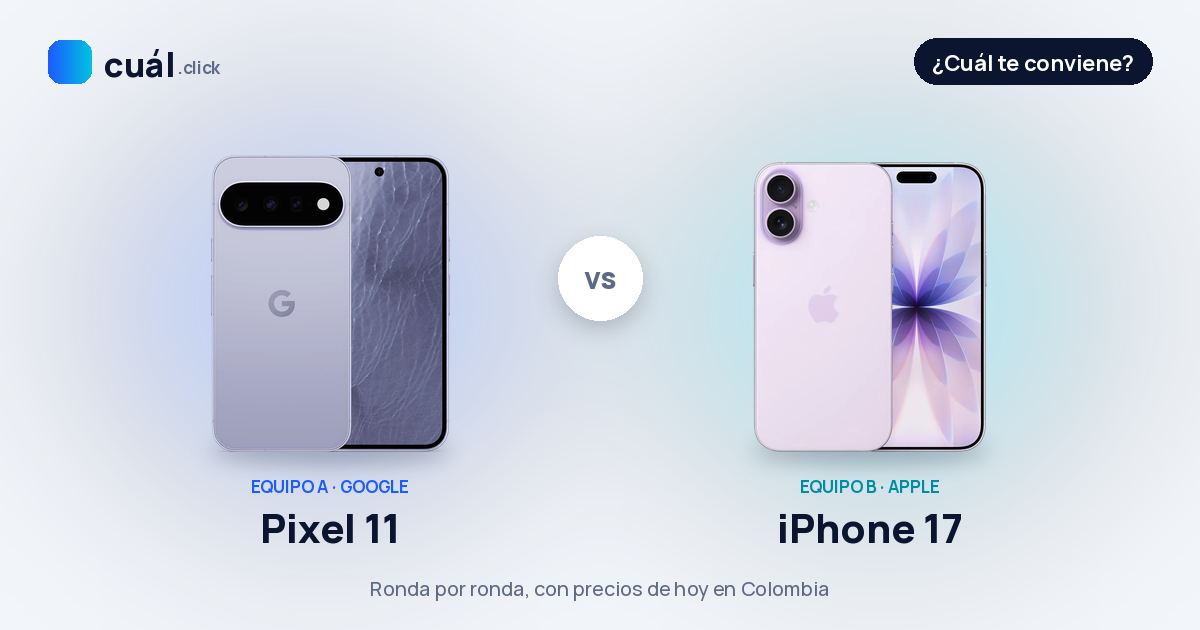 cuál.click
¿Cuál te conviene?
G
VS
EQUIPO A · GOOGLE
Pixel 11
EQUIPO B · APPLE
iPhone 17
Ronda por ronda, con precios de hoy en Colombia